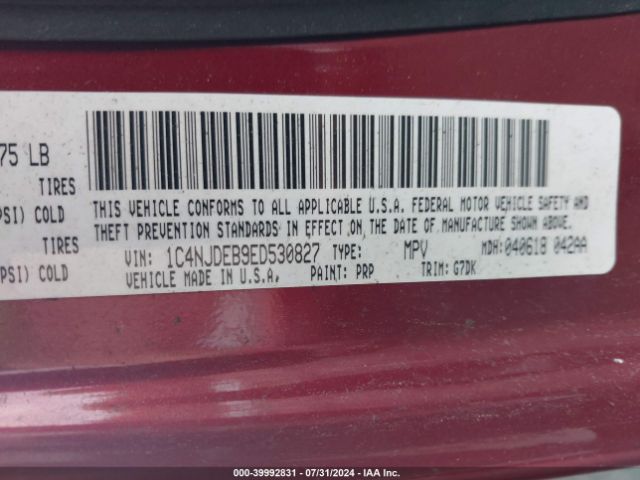 75 LB
TIRES
PSI) COLD
TIRES
PSI) COLD
THIS VEHICLE CONFORMS TO ALL APPLICABLE U.S.A. FEDERAL MOTOR VEHICLE SAFETY AND
THEFT PREVENTION STANDARDS IN EFFECT ON THE DATE OF MANUFACTURE SHOWN ABOVE.
VIN: 1C4NJDEB9ED530827 TYPE: MPV MDH: 040618 042AA
VEHICLE MADE IN U.S.A. PAINT: PRP TRIM: G7DK
000-39992831 - 07/31/2024 - IAAI.COM